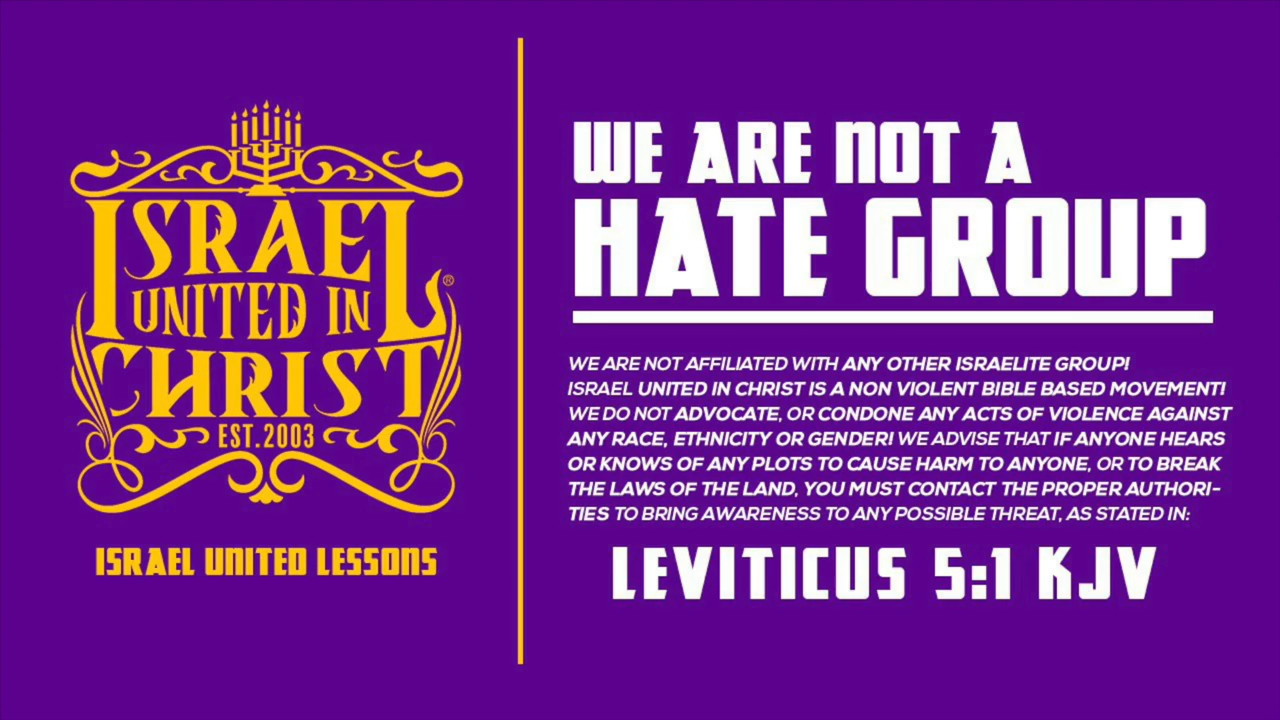 ISRAEL
UNITED IN
CHRIST
®
EST.2003
ISRAEL UNITED LESSONS
WE ARE NOT A
HATE GROUP
WE ARE NOT AFFILIATED WITH ANY OTHER ISRAELITE GROUP!
ISRAEL UNITED IN CHRIST IS A NON VIOLENT BIBLE BASED MOVEMENT!
WE DO NOT ADVOCATE, OR CONDONE ANY ACTS OF VIOLENCE AGAINST
ANY RACE, ETHNICITY OR GENDER! WE ADVISE THAT IF ANYONE HEARS
OR KNOWS OF ANY PLOTS TO CAUSE HARM TO ANYONE, OR TO BREAK
THE LAWS OF THE LAND, YOU MUST CONTACT THE PROPER AUTHORI-
TIES TO BRING AWARENESS TO ANY POSSIBLE THREAT, AS STATED IN:
LEVITICUS 5:1 KJV